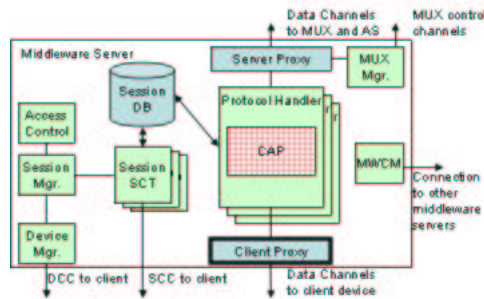 Data Channels
to MUX and AS
MUX control
channels
Middleware Server
Server Proxy
MUX
Mgr.
Session
DB
Protocol Handler
r
r
CAP
Access
Control
Session
Mgr.
Session
SCT
MWCM
Connection
to other
middleware
servers
Device
Mgr.
Client Proxy
DCC to client
SCC to client
Data Channels
to client device